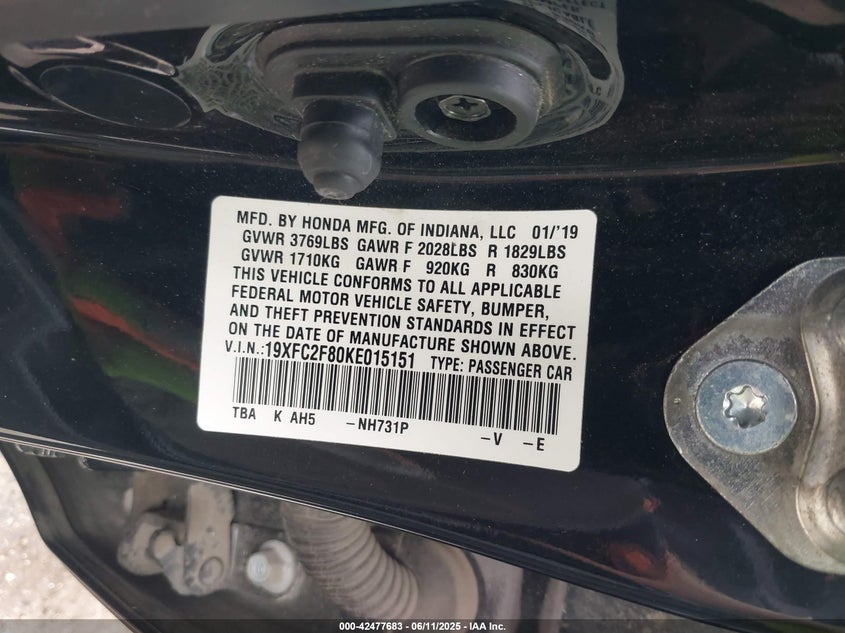 MFD. BY HONDA MFG. OF INDIANA, LLC 01/'19
GVWR 3769LBS GAWR F 2028LBS R 1829LBS
GVWR 1710KG GAWR F 920KG R 830KG
THIS VEHICLE CONFORMS TO ALL APPLICABLE
FEDERAL MOTOR VEHICLE SAFETY, BUMPER,
AND THEFT PREVENTION STANDARDS IN EFFECT
ON THE DATE OF MANUFACTURE SHOWN ABOVE.
V.I.N.:19XFC2F80KE015151 TYPE: PASSENGER CAR
TBA K AH5 -NH731P -V -E
000-42477683 - 06/11/2025 - IAA Inc.